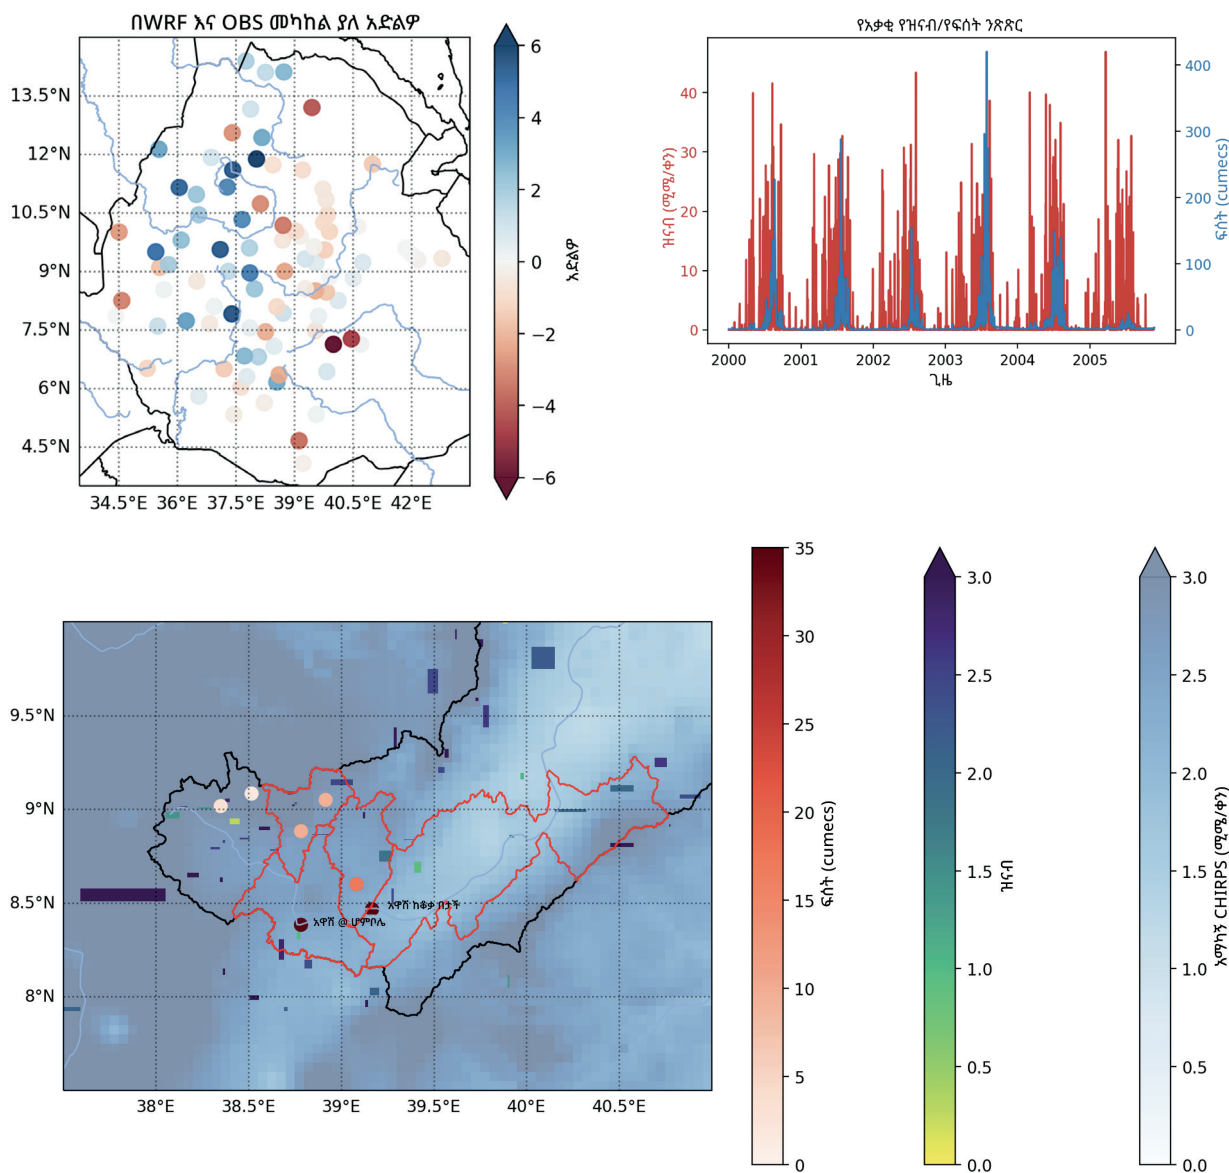 በWRF እና OBS መካከል ያለ አድልዎ
13.5°N
12°N
10.5°N
9°N
7.5°N
6°N
4.5°N
34.5°E 36°E 37.5°E 39°E 40.5°E 42°E
6
4
2
0
−2
−4
−6
አድልዎ
የአቃቂ የዝናብ/የፍሰት ንጽጽር
40
30
20
10
0
ዝናብ (ሚሜ/ቀን)
400
300
200
100
0
ፍሰት (cumecs)
2000 2001 2002 2003 2004 2005
ጊዜ
9.5°N
9°N
8.5°N
8°N
38°E 38.5°E 39°E 39.5°E 40°E 40.5°E
አዋሽ ከቆቃ በታች
አዋሽ @ ሆምቦሌ
35
30
25
20
15
10
5
0
ፍሰት (cumecs)
3.0
2.5
2.0
1.5
1.0
0.5
0.0
ዝናብ
3.0
2.5
2.0
1.5
1.0
0.5
0.0
አማካኝ CHIRPS (ሚሜ/ቀን)